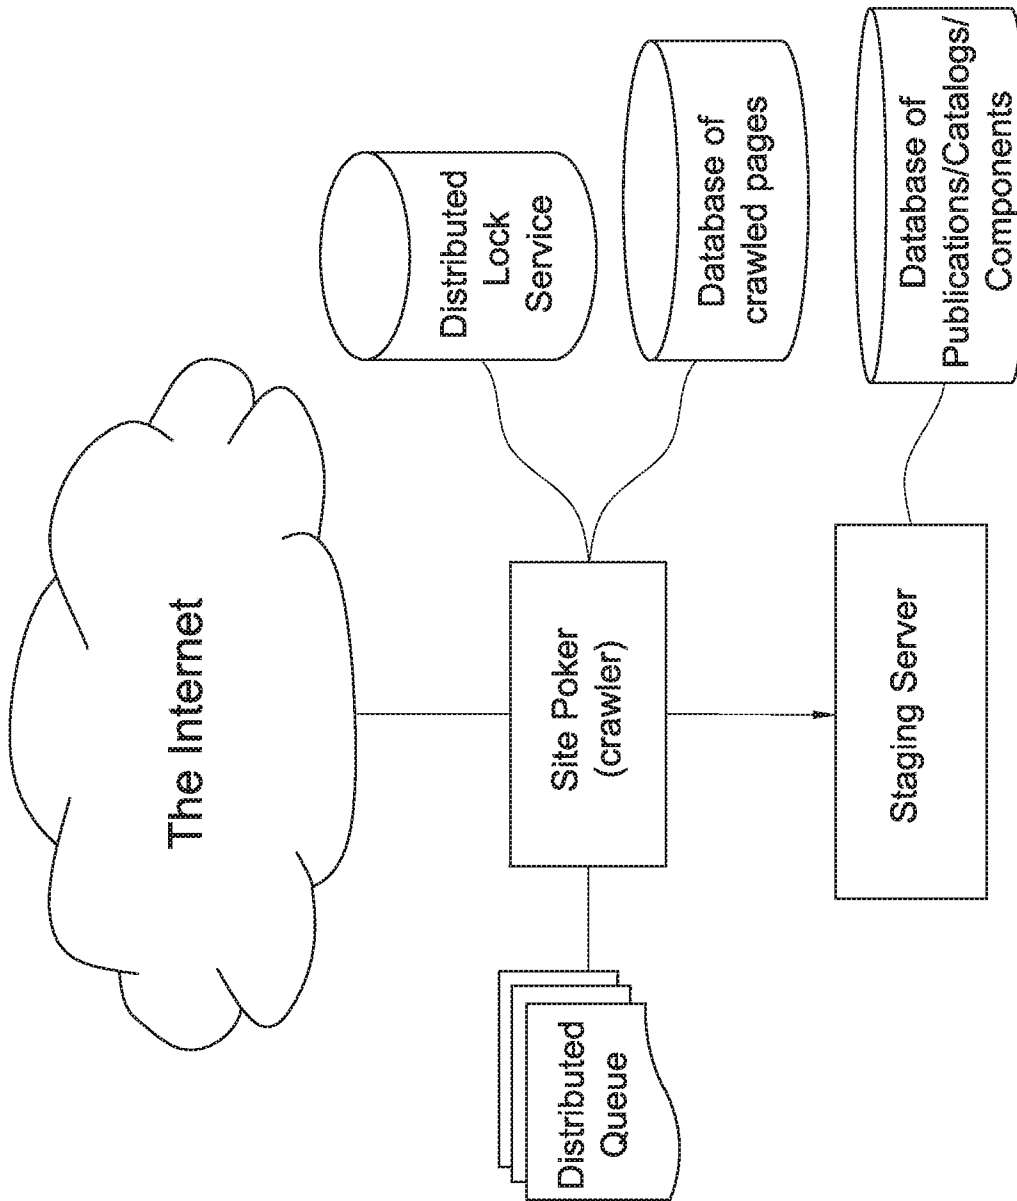 The Internet
Distributed
Lock
Service
Distributed
Queue
Site Poker
(crawler)
Database of
crawled pages
Staging Server
Database of
Publications/Catalogs/
Components